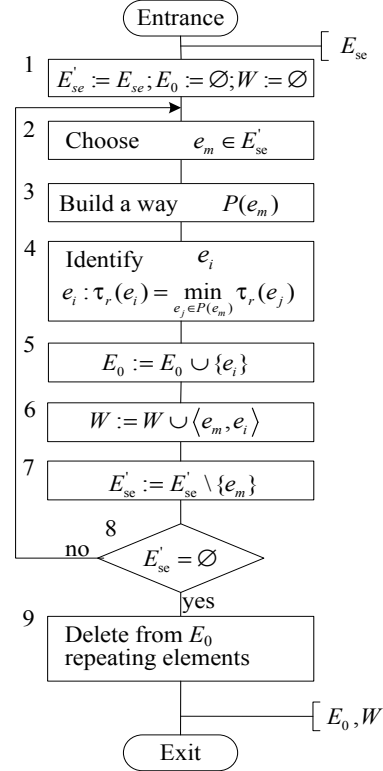 Entrance
E_se
1
E'_se := E_se; E_0 := ∅; W := ∅
2
Choose e_m ∈ E'_se
3
Build a way P(e_m)
4
Identify e_i
e_i : τ_r(e_i) = min_{e_j ∈ P(e_m)} τ_r(e_j)
5
E_0 := E_0 ∪ {e_i}
6
W := W ∪ ⟨e_m, e_i⟩
7
E'_se := E'_se \ {e_m}
8
no
E'_se = ∅
yes
9
Delete from E_0
repeating elements
E_0, W
Exit